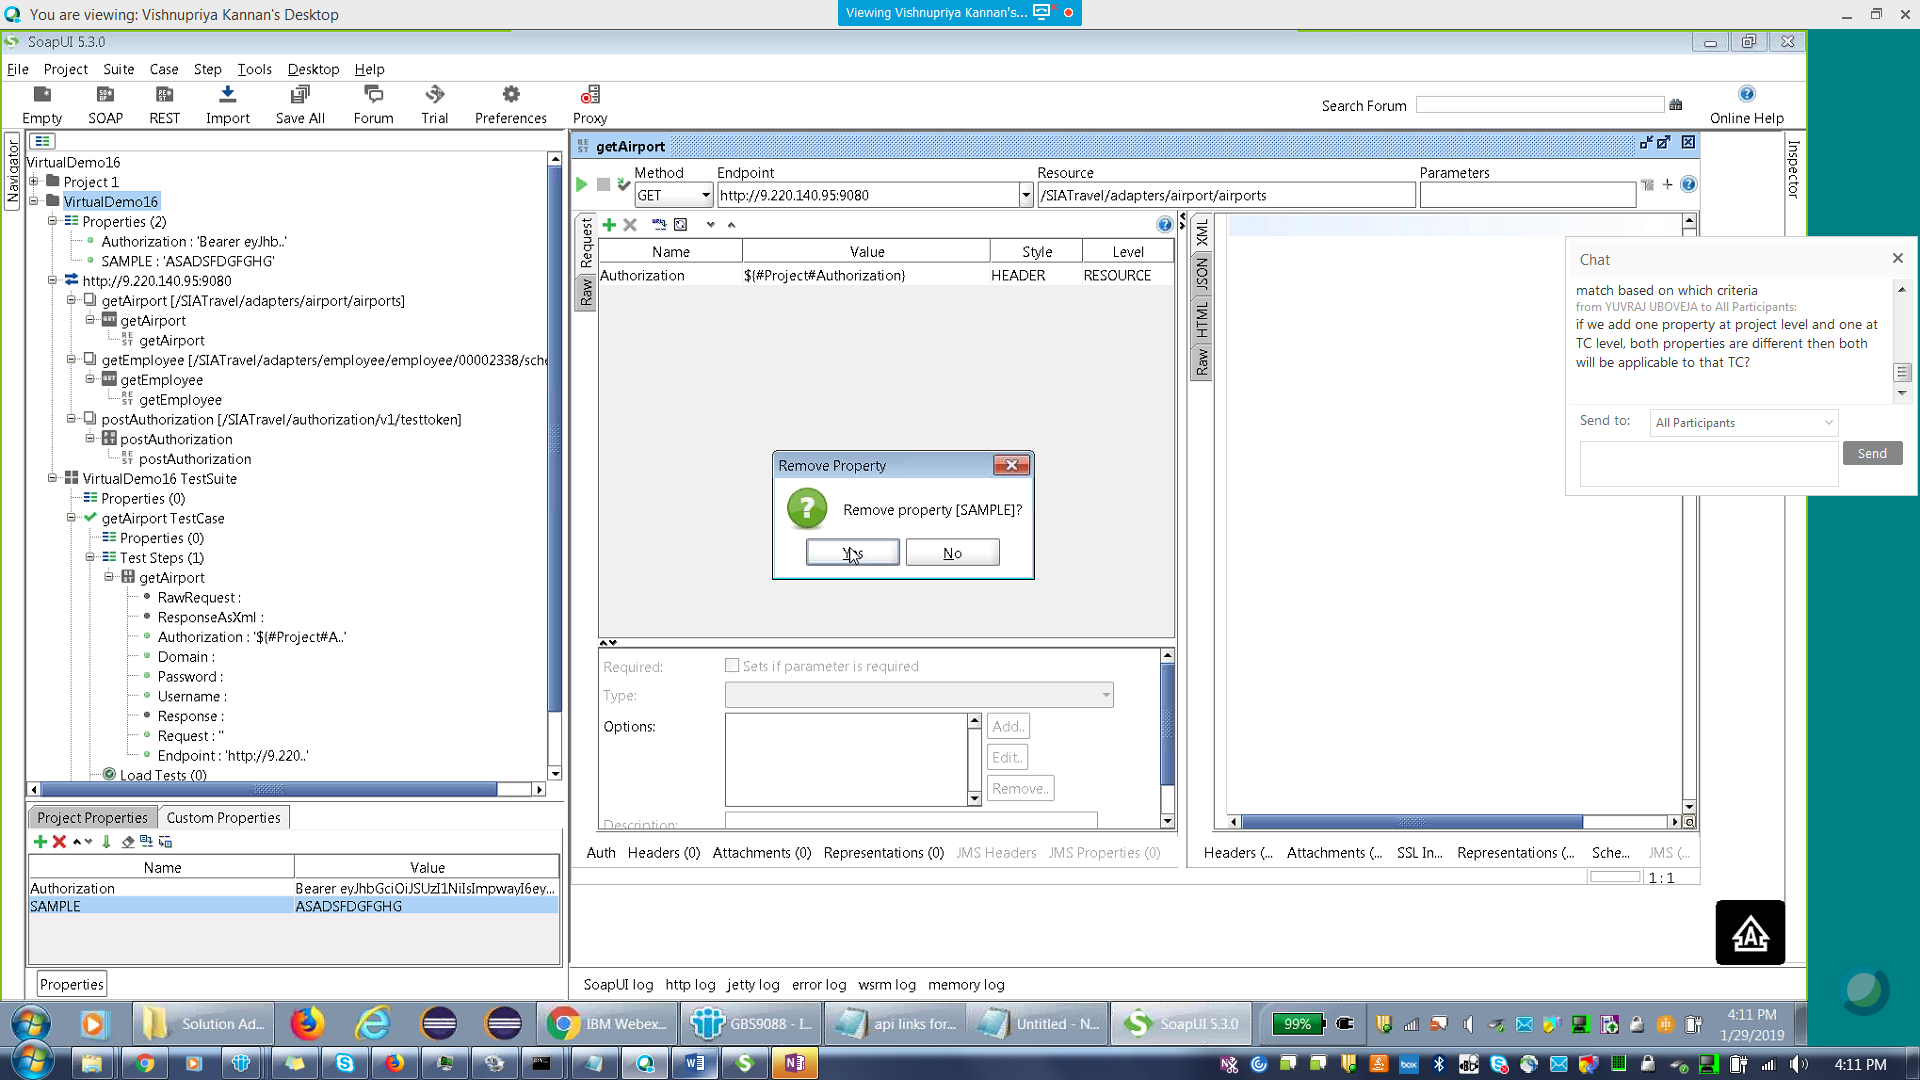 You are viewing: Vishnupriya Kannan's Desktop
Viewing Vishnupriya Kannan's...
SoapUI 5.3.0
File Project Suite Case Step Tools Desktop Help
Empty SOAP REST Import Save All Forum Trial Preferences Proxy
Search Forum
Online Help
Navigator
VirtualDemo16
Project 1
VirtualDemo16
Properties (2)
Authorization : 'Bearer eyJhb..'
SAMPLE : 'ASADSFDGFGHG'
http://9.220.140.95:9080
getAirport [/SIATravel/adapters/airport/airports]
getAirport
getAirport
getEmployee [/SIATravel/adapters/employee/employee/00002338/sche
getEmployee
getEmployee
postAuthorization [/SIATravel/authorization/v1/testtoken]
postAuthorization
postAuthorization
VirtualDemo16 TestSuite
Properties (0)
getAirport TestCase
Properties (0)
Test Steps (1)
getAirport
RawRequest :
ResponseAsXml :
Authorization : '${#Project#A..'
Domain :
Password :
Username :
Response :
Request : ''
Endpoint : 'http://9.220..'
Load Tests (0)
Project Properties Custom Properties
Name Value
Authorization Bearer eyJhbGciOiJSUzI1NiIsImpwayI6ey...
SAMPLE ASADSFDGFGHG
Properties
getAirport
Method Endpoint Resource Parameters
GET http://9.220.140.95:9080 /SIATravel/adapters/airport/airports
Request
Raw
Name Value Style Level
Authorization ${#Project#Authorization} HEADER RESOURCE
Remove Property
Remove property [SAMPLE]?
Yes No
Required: Sets if parameter is required
Type:
Options:
Add..
Edit..
Remove..
Description:
Auth Headers (0) Attachments (0) Representations (0) JMS Headers JMS Properties (0)
XML
JSON
HTML
Raw
Headers (... Attachments (... SSL In... Representations (... Sche... JMS (...
1 : 1
Inspector
Chat
match based on which criteria
from YUVRAJ UBOVEJA to All Participants:
if we add one property at project level and one at
TC level, both properties are different then both
will be applicable to that TC?
Send to: All Participants
Send
SoapUI log http log jetty log error log wsrm log memory log
Solution Ad... IBM Webex... GBS9088 - I... api links for... Untitled - N... SoapUI 5.3.0 99% 4:11 PM
1/29/2019
4:11 PM